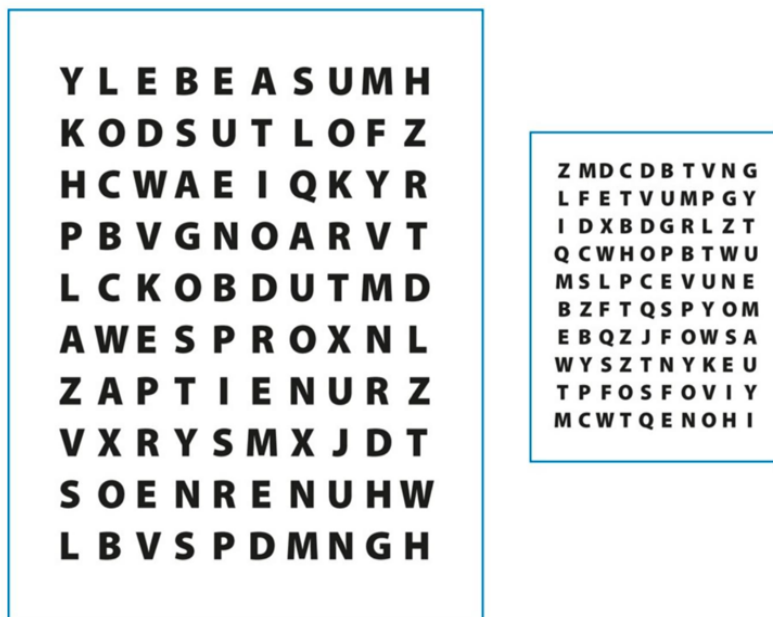 Y L E B E A S U M H
K O D S U T L O F Z
H C W A E I Q K Y R
P B V G N O A R V T
L C K O B D U T M D
A W E S P R O X N L
Z A P T I E N U R Z
V X R Y S M X J D T
S O E N R E N U H W
L B V S P D M N G H
Z M D C D B T V N G
L F E T V U M P G Y
I D X B D G R L Z T
Q C W H O P B T W U
M S L P C E V U N E
B Z F T Q S P Y O M
E B Q Z J F O W S A
W Y S Z T N Y K E U
T P F O S F O V I Y
M C W T Q E N O H I